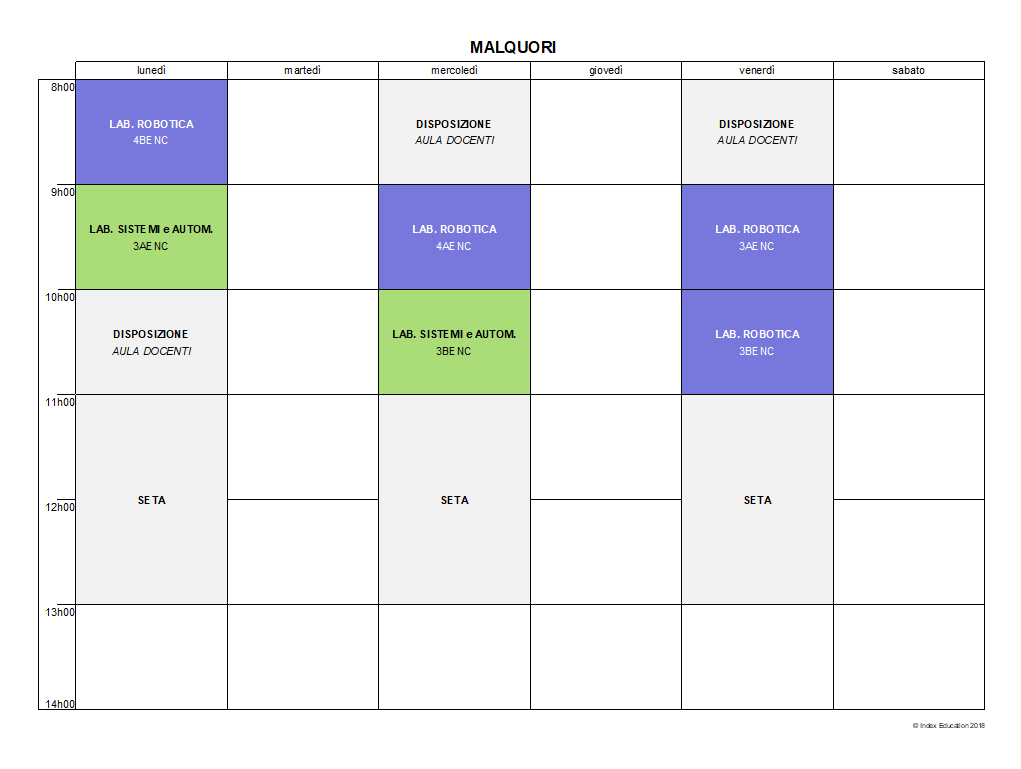 MALQUORI
lunedì martedì mercoledì giovedì venerdì sabato
8h00
LAB. ROBOTICA
4BE NC
DISPOSIZIONE
AULA DOCENTI
DISPOSIZIONE
AULA DOCENTI
9h00
LAB. SISTEMI e AUTOM.
3AE NC
LAB. ROBOTICA
4AE NC
LAB. ROBOTICA
3AE NC
10h00
DISPOSIZIONE
AULA DOCENTI
LAB. SISTEMI e AUTOM.
3BE NC
LAB. ROBOTICA
3BE NC
11h00
SETA
SETA
SETA
12h00
13h00
14h00
© Index Education 2018